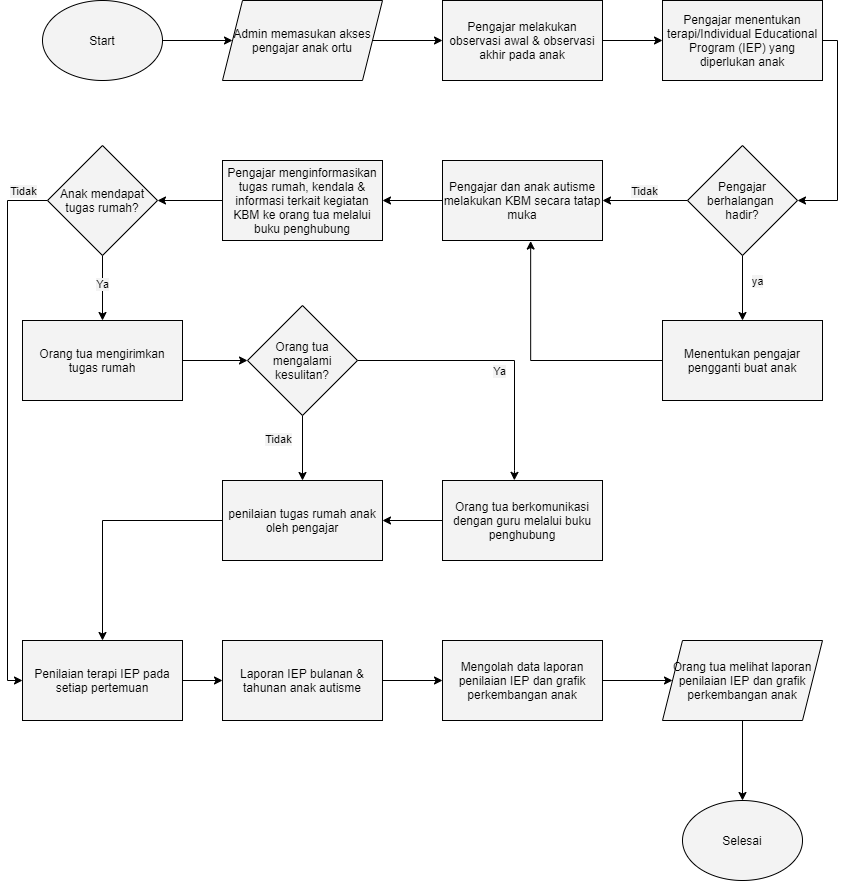 Start
Admin memasukan akses
pengajar anak ortu
Pengajar melakukan
observasi awal & observasi
akhir pada anak
Pengajar menentukan
terapi/Individual Educational
Program (IEP) yang
diperlukan anak
Pengajar
berhalangan
hadir?
Tidak
ya
Pengajar dan anak autisme
melakukan KBM secara tatap
muka
Pengajar menginformasikan
tugas rumah, kendala &
informasi terkait kegiatan
KBM ke orang tua melalui
buku penghubung
Anak mendapat
tugas rumah?
Tidak
Ya
Menentukan pengajar
pengganti buat anak
Orang tua mengirimkan
tugas rumah
Orang tua
mengalami
kesulitan?
Ya
Tidak
Orang tua berkomunikasi
dengan guru melalui buku
penghubung
penilaian tugas rumah anak
oleh pengajar
Penilaian terapi IEP pada
setiap pertemuan
Laporan IEP bulanan &
tahunan anak autisme
Mengolah data laporan
penilaian IEP dan grafik
perkembangan anak
Orang tua melihat laporan
penilaian IEP dan grafik
perkembangan anak
Selesai